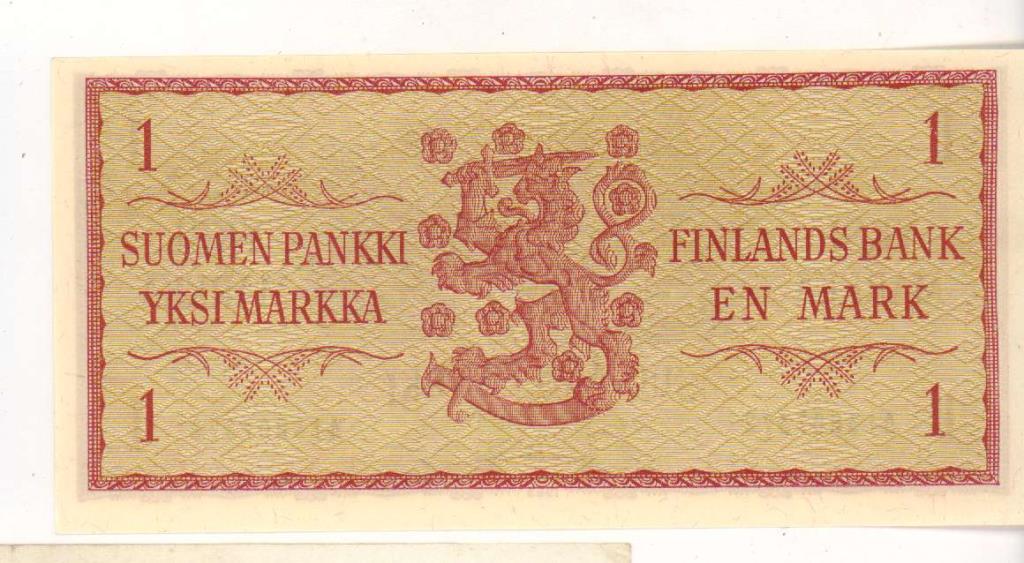 1
1
SUOMEN PANKKI
YKSI MARKKA
FINLANDS BANK
EN MARK
1
1